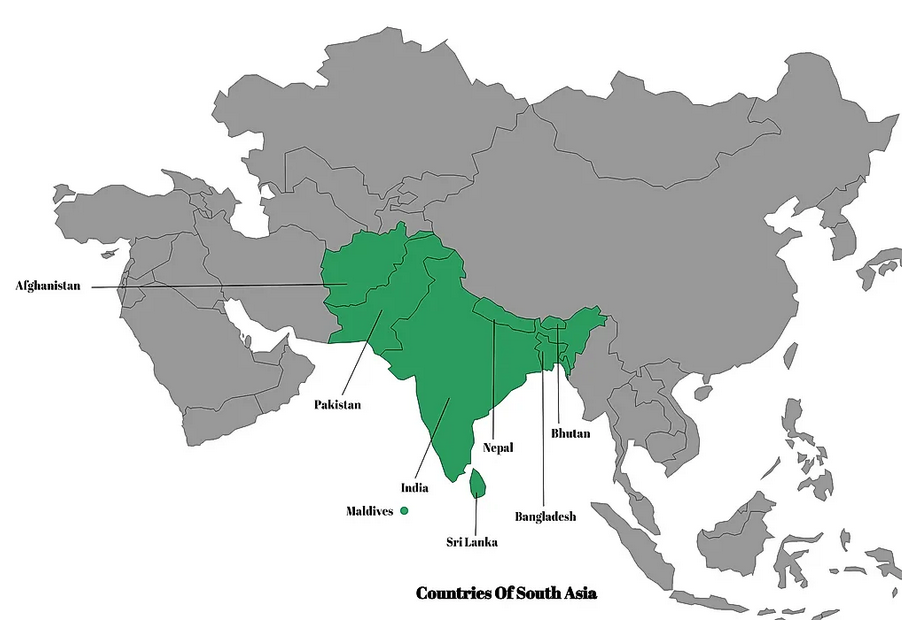 Afghanistan
Pakistan
Bhutan
Nepal
India
Maldives
Bangladesh
Sri Lanka
Countries Of South Asia